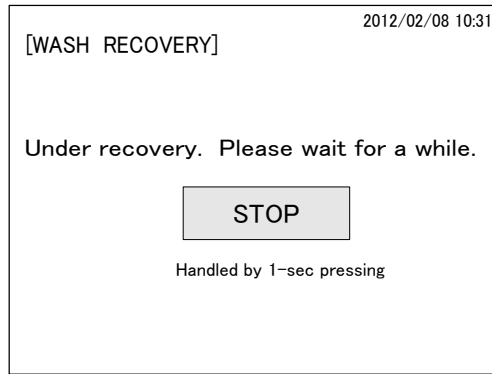 2012/02/08 10:31
[WASH RECOVERY]
Under recovery. Please wait for a while.
STOP
Handled by 1-sec pressing